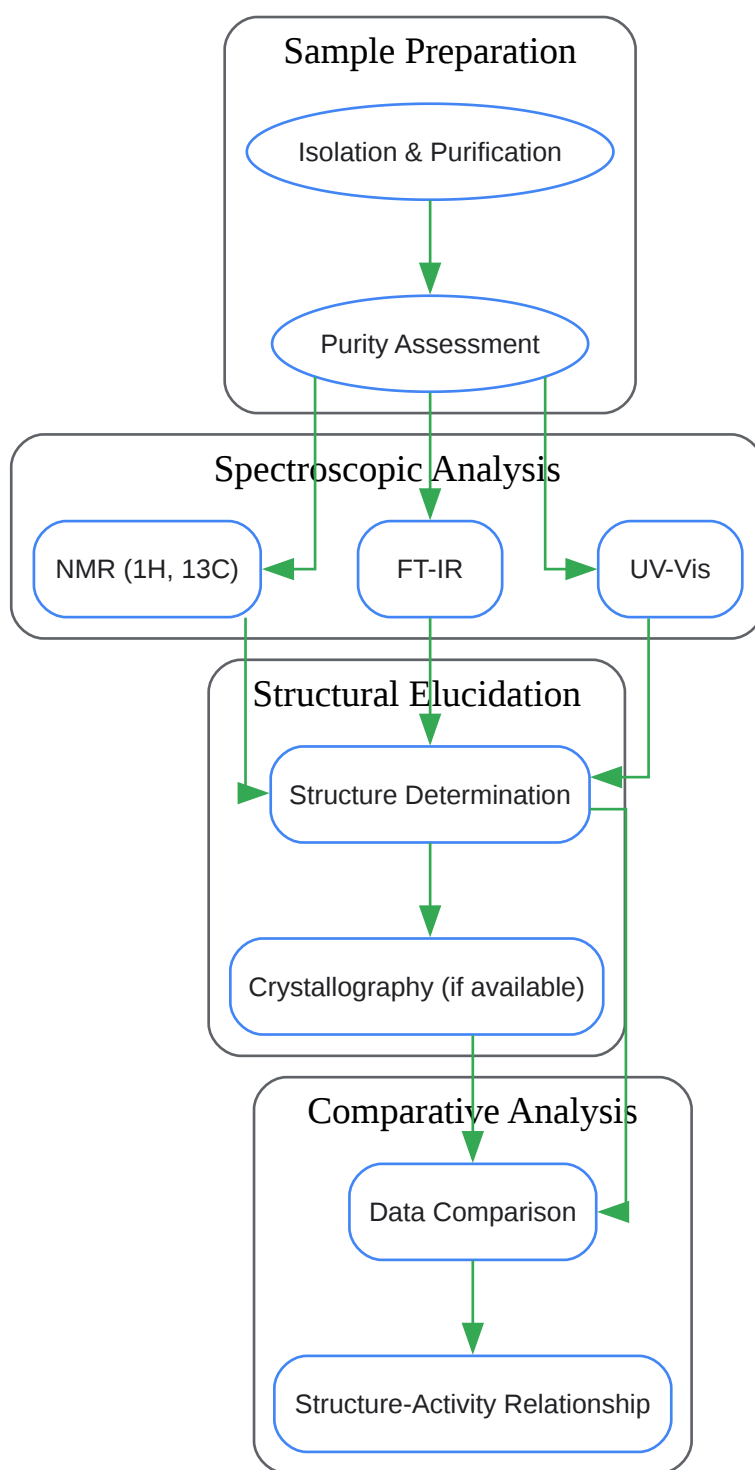 Sample Preparation
Isolation & Purification
Purity Assessment
Spectroscopic Analysis
NMR (1H, 13C)
FT-IR
UV-Vis
Structural Elucidation
Structure Determination
Crystallography (if available)
Comparative Analysis
Data Comparison
Structure-Activity Relationship